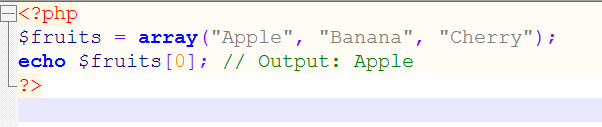 <?php
$fruits = array("Apple", "Banana", "Cherry");
echo $fruits[0]; // Output: Apple
?>